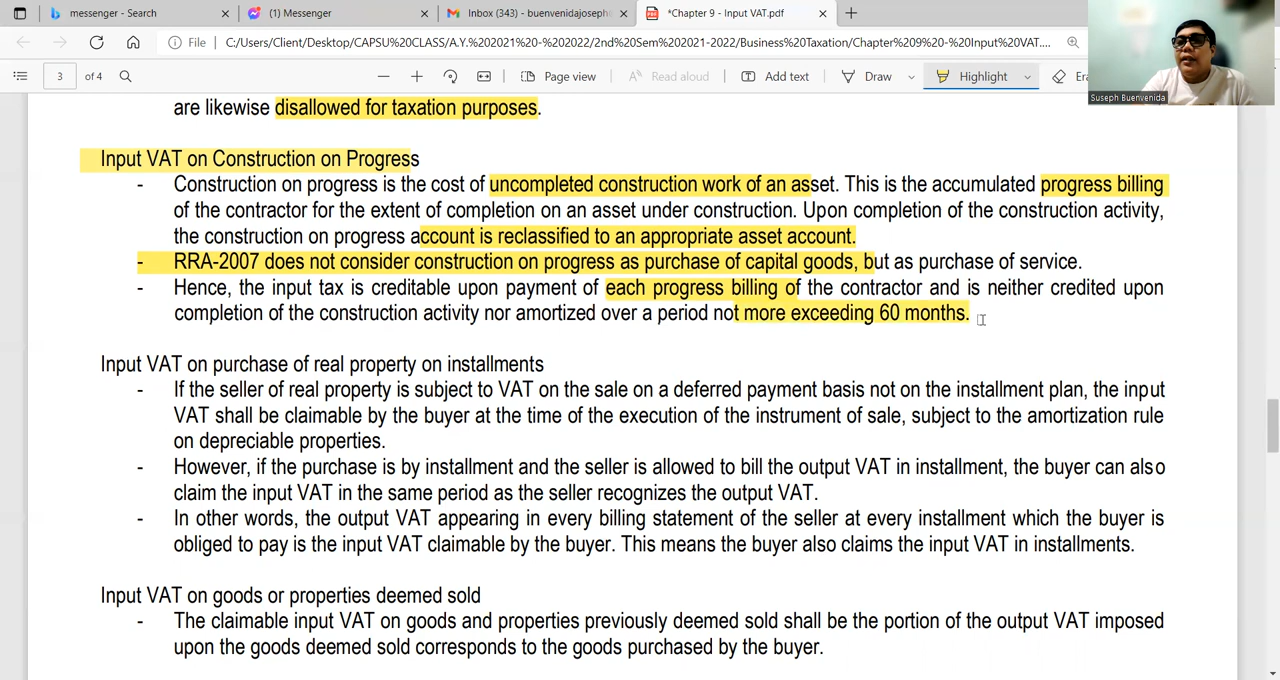 messenger - Search
(1) Messenger
Inbox (343) - buenvenidajosephi
*Chapter 9 - Input VAT.pdf
File
C:/Users/Client/Desktop/CAPSU%20CLASS/A.Y.%202021%20-%202022/2nd%20Sem%202021-2022/Business%20Taxation/Chapter%209%20-%20Input%20VAT....
3 of 4
Page view
Read aloud
Add text
Draw
Highlight
Era
Suseph Buenvenida
are likewise disallowed for taxation purposes.
Input VAT on Construction on Progress
- Construction on progress is the cost of uncompleted construction work of an asset. This is the accumulated progress billing
of the contractor for the extent of completion on an asset under construction. Upon completion of the construction activity,
the construction on progress account is reclassified to an appropriate asset account.
- RRA-2007 does not consider construction on progress as purchase of capital goods, but as purchase of service.
- Hence, the input tax is creditable upon payment of each progress billing of the contractor and is neither credited upon
completion of the construction activity nor amortized over a period not more exceeding 60 months.
Input VAT on purchase of real property on installments
- If the seller of real property is subject to VAT on the sale on a deferred payment basis not on the installment plan, the input
VAT shall be claimable by the buyer at the time of the execution of the instrument of sale, subject to the amortization rule
on depreciable properties.
- However, if the purchase is by installment and the seller is allowed to bill the output VAT in installment, the buyer can also
claim the input VAT in the same period as the seller recognizes the output VAT.
- In other words, the output VAT appearing in every billing statement of the seller at every installment which the buyer is
obliged to pay is the input VAT claimable by the buyer. This means the buyer also claims the input VAT in installments.
Input VAT on goods or properties deemed sold
- The claimable input VAT on goods and properties previously deemed sold shall be the portion of the output VAT imposed
upon the goods deemed sold corresponds to the goods purchased by the buyer.